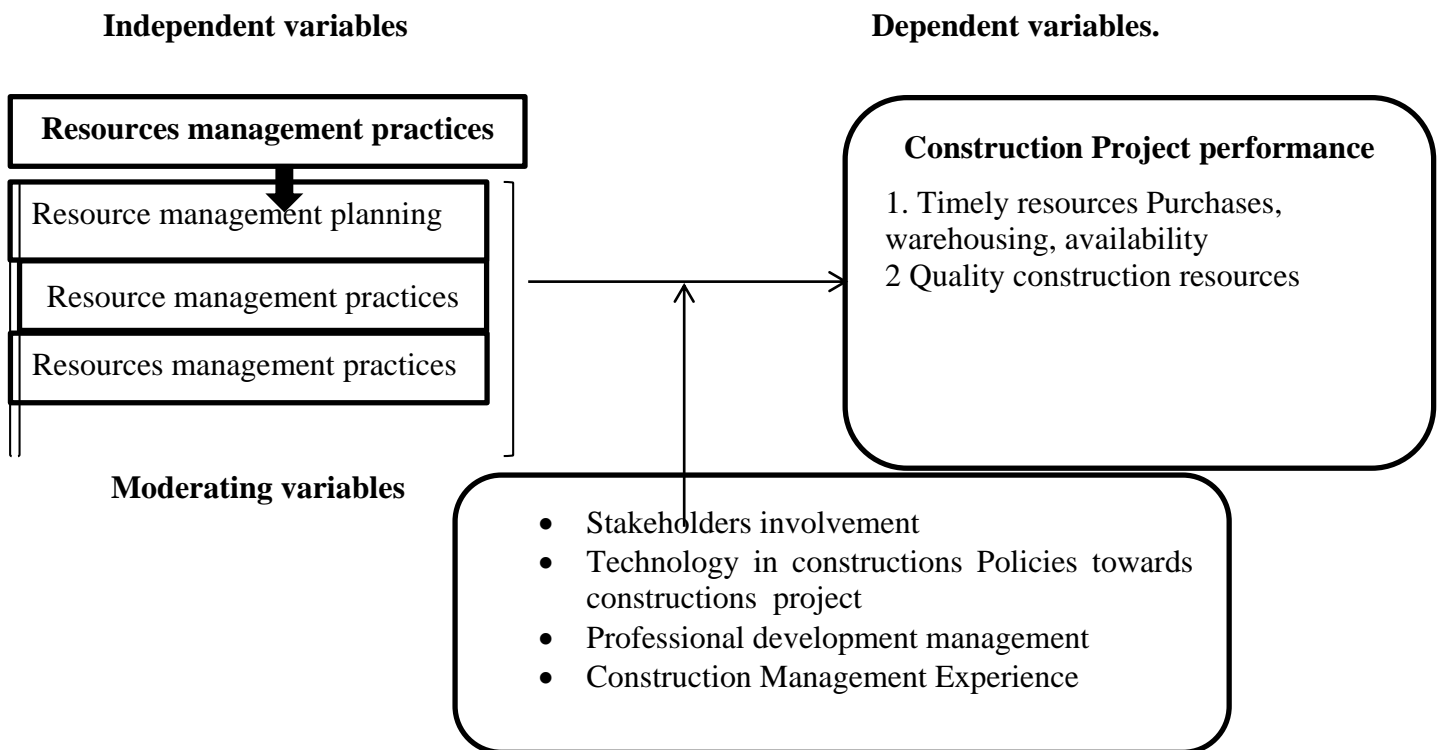 Independent variables
Dependent variables.
Resources management practices
Resource management planning
Resource management practices
Resources management practices
Construction Project performance
1. Timely resources Purchases,
warehousing, availability
2 Quality construction resources
Moderating variables
• Stakeholders involvement
• Technology in constructions Policies towards
constructions project
• Professional development management
• Construction Management Experience